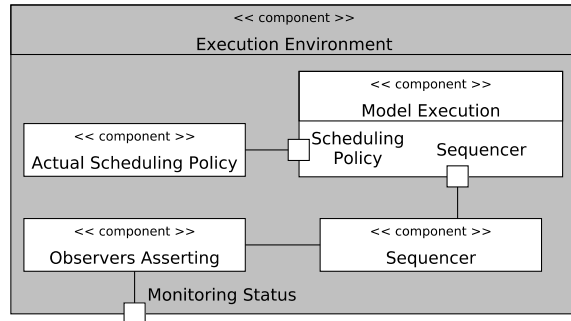 << component >>
Execution Environment
<< component >>
Model Execution
<< component >>
Actual Scheduling Policy
Scheduling
Policy
Sequencer
<< component >>
Observers Asserting
<< component >>
Sequencer
Monitoring Status